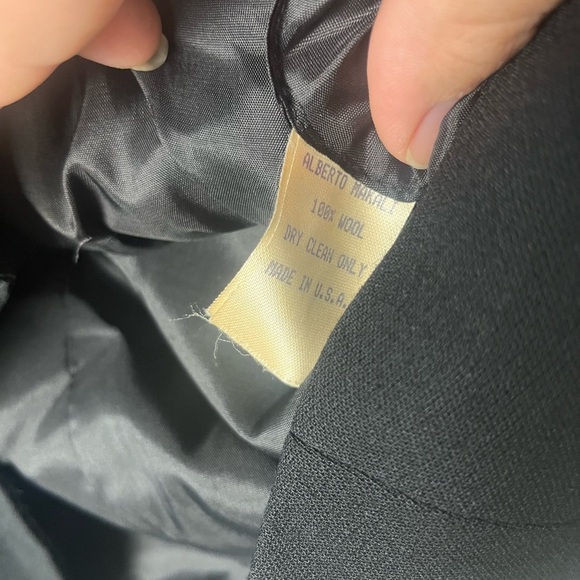 ALBERTO MAKALI
100% WOOL
DRY CLEAN ONLY
MADE IN U.S.A.